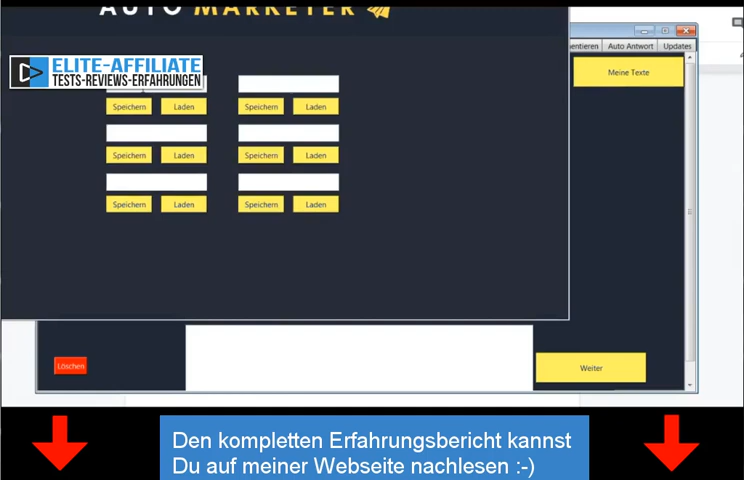 AUTO MARKETER
entieren Auto Antwort Updates
ELITE-AFFILIATE
TESTS-REVIEWS-ERFAHRUNGEN
Meine Texte
Speichern Laden Speichern Laden
Speichern Laden Speichern Laden
Speichern Laden Speichern Laden
Löschen
Weiter
Den kompletten Erfahrungsbericht kannst
Du auf meiner Webseite nachlesen :-)